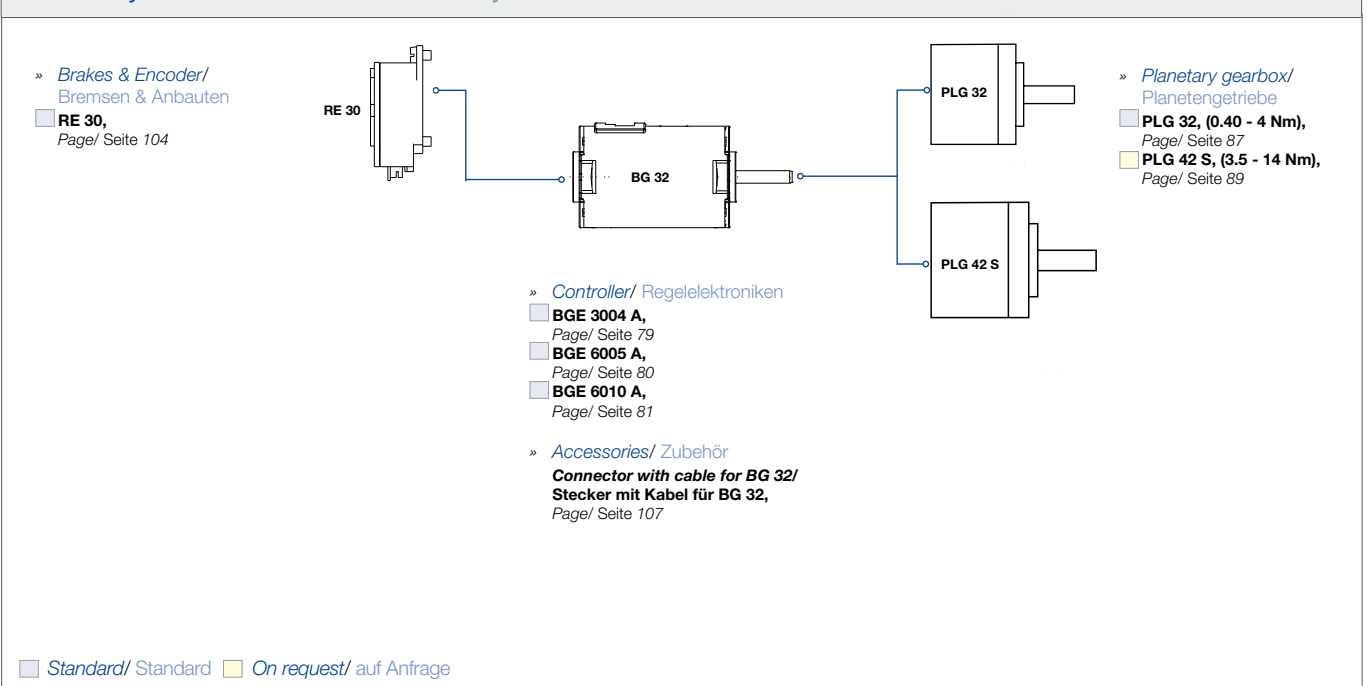 » Brakes & Encoder/
Bremsen & Anbauten
RE 30,
Page/ Seite 104
RE 30
BG 32
PLG 32
PLG 42 S
» Planetary gearbox/
Planetengetriebe
PLG 32, (0.40 - 4 Nm),
Page/ Seite 87
PLG 42 S, (3.5 - 14 Nm),
Page/ Seite 89
» Controller/ Regelelektroniken
BGE 3004 A,
Page/ Seite 79
BGE 6005 A,
Page/ Seite 80
BGE 6010 A,
Page/ Seite 81
» Accessories/ Zubehör
Connector with cable for BG 32/
Stecker mit Kabel für BG 32,
Page/ Seite 107
Standard/ Standard On request/ auf Anfrage